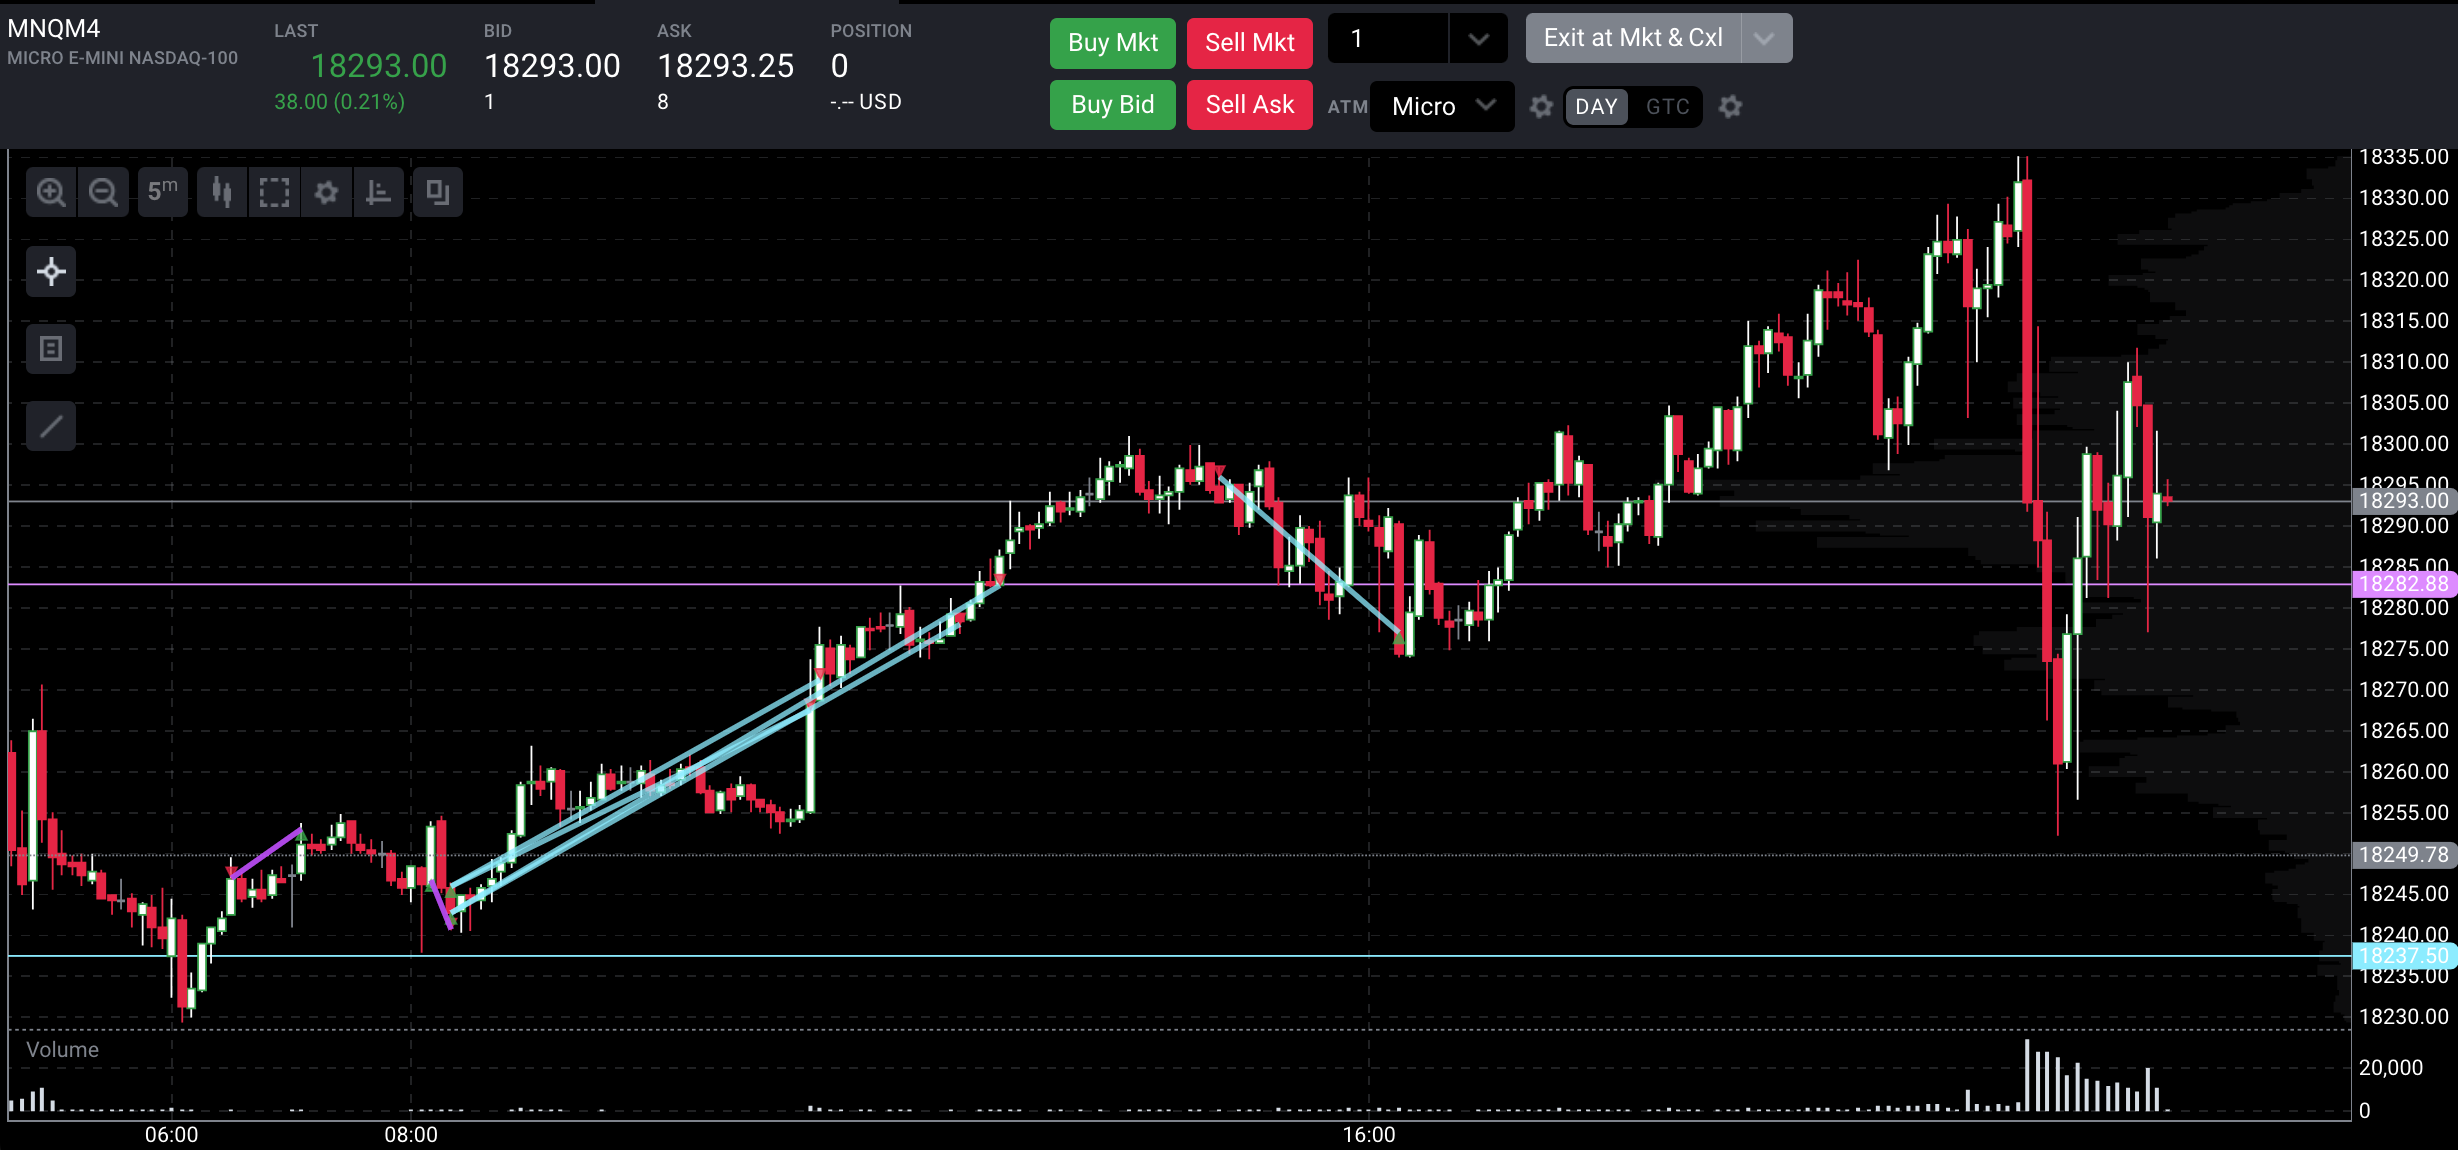 MNQM4
MICRO E-MINI NASDAQ-100
LAST
18293.00
38.00 (0.21%)
BID
18293.00
1
ASK
18293.25
8
POSITION
0
-.-- USD
Buy Mkt
Sell Mkt
1
Exit at Mkt & Cxl
Buy Bid
Sell Ask
ATM
Micro
DAY
GTC
5m
18335.00
18330.00
18325.00
18320.00
18315.00
18310.00
18305.00
18300.00
18295.00
18293.00
18290.00
18285.00
18282.88
18280.00
18275.00
18270.00
18265.00
18260.00
18255.00
18249.78
18245.00
18240.00
18237.50
18235.00
18230.00
Volume
20,000
0
06:00
08:00
16:00